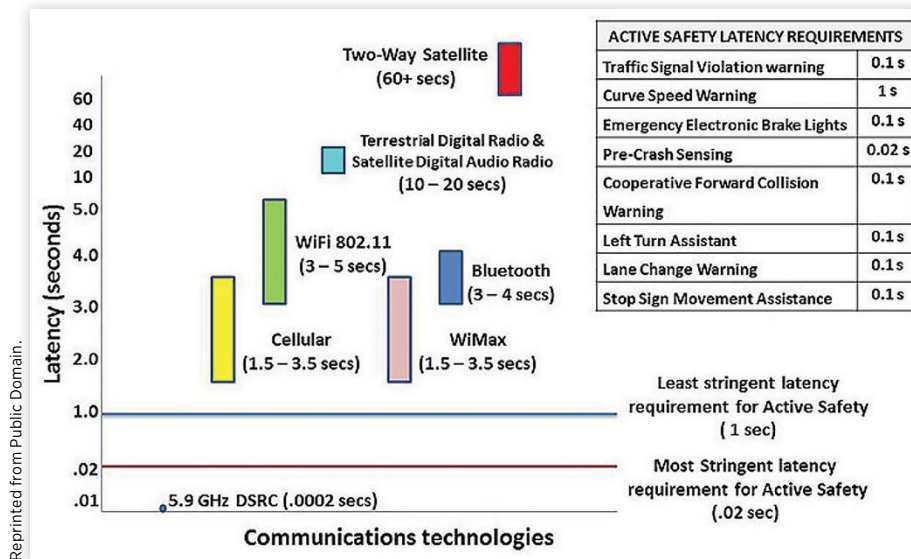 Two-Way Satellite
(60+ secs)
Terrestrial Digital Radio &
Satellite Digital Audio Radio
(10 – 20 secs)
WiFi 802.11
(3 – 5 secs)
Bluetooth
(3 – 4 secs)
Cellular
(1.5 – 3.5 secs)
WiMax
(1.5 – 3.5 secs)
5.9 GHz DSRC (.0002 secs)
60
40
20
10
5.0
4.0
3.0
2.0
1.0
.02
.01
Latency (seconds)
Communications technologies
ACTIVE SAFETY LATENCY REQUIREMENTS
Traffic Signal Violation warning 0.1 s
Curve Speed Warning 1 s
Emergency Electronic Brake Lights 0.1 s
Pre-Crash Sensing 0.02 s
Cooperative Forward Collision 0.1 s
Warning
Left Turn Assistant 0.1 s
Lane Change Warning 0.1 s
Stop Sign Movement Assistance 0.1 s
Least stringent latency
requirement for Active Safety
( 1 sec)
Most Stringent latency
requirement for Active Safety
(.02 sec)
Reprinted from Public Domain.